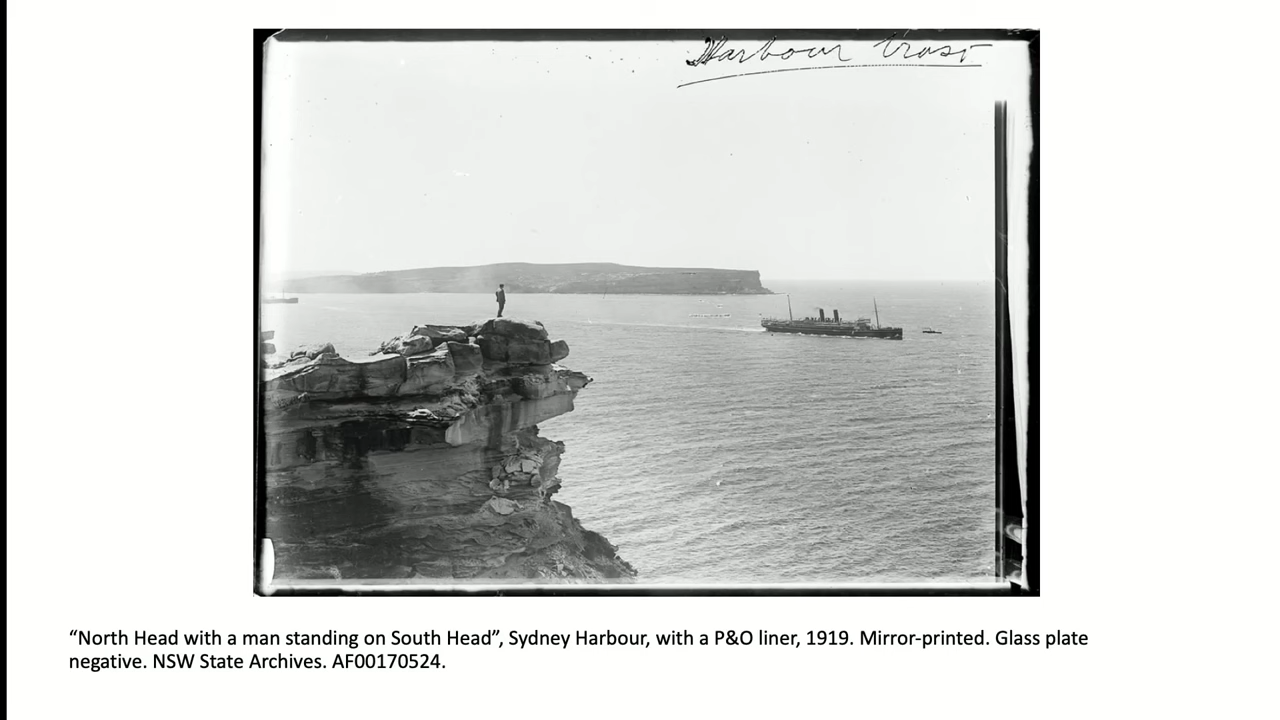 Harbour Trust
“North Head with a man standing on South Head”, Sydney Harbour, with a P&O liner, 1919. Mirror-printed. Glass plate
negative. NSW State Archives. AF00170524.